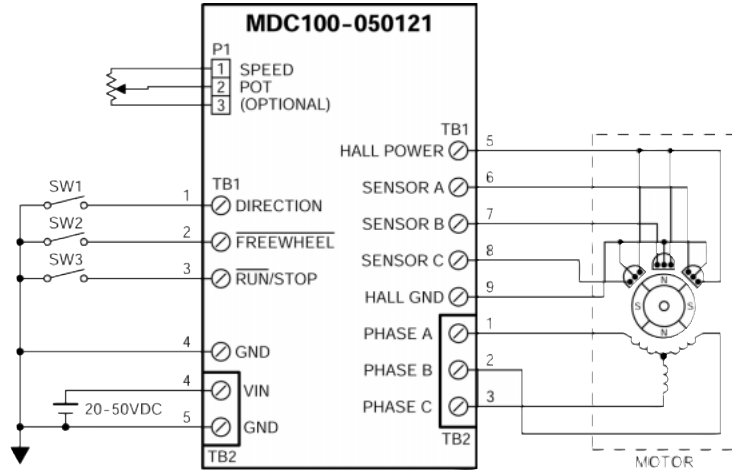 MDC100-050121
P1
1 SPEED
2 POT
3 (OPTIONAL)
TB1
HALL POWER 5
SENSOR A 6
SENSOR B 7
SENSOR C 8
HALL GND 9
SW1
1 TB1
DIRECTION
SW2
2 FREEWHEEL
SW3
3 RUN/STOP
4 GND
4 VIN
20-50VDC
5 GND
TB2
PHASE A 1
PHASE B 2
PHASE C 3
TB2
N
S S
N
MOTOR